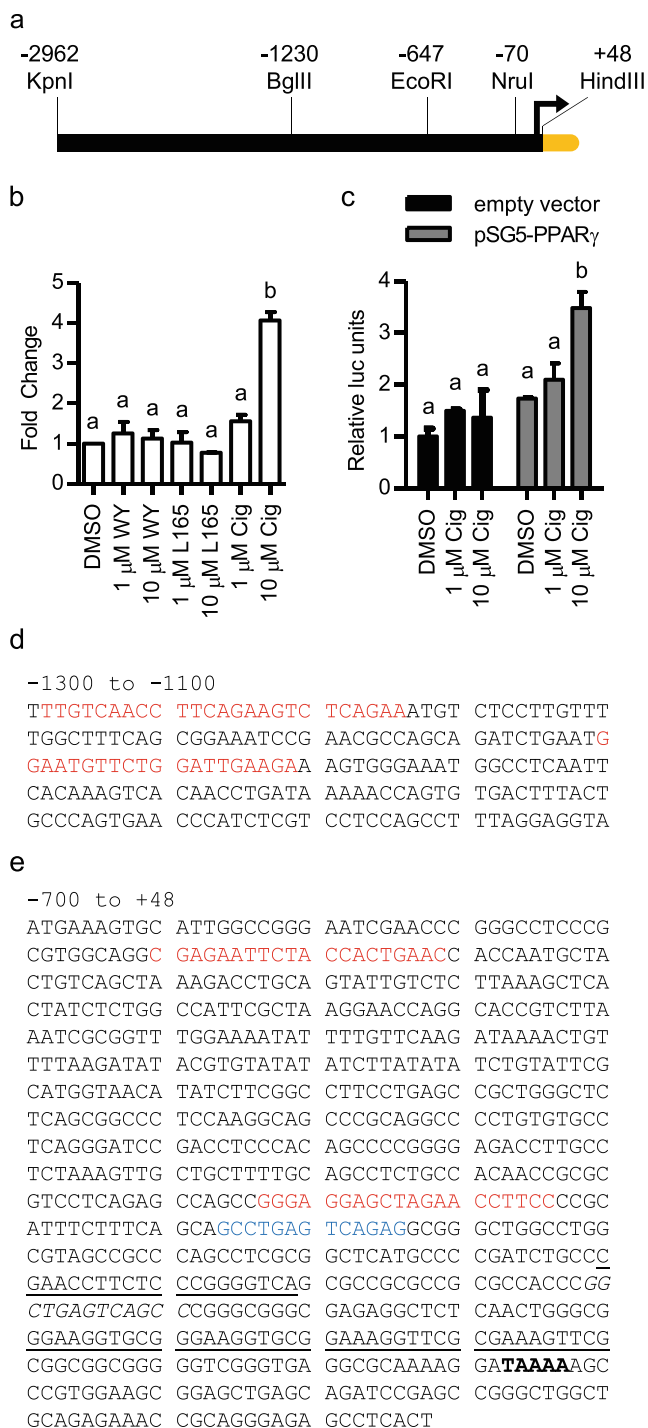 a
-2962 -1230 -647 -70 +48
KpnI BgIII EcoRI NruI HindIII
b
Fold Change
5
4
3
2
1
0
a a a a a a b
DMSO
1 μM WY
10 μM WY
1 μM L165
10 μM L165
1 μM Cig
10 μM Cig
c
empty vector
pSG5-PPARγ
Relative luc units
4
3
2
1
0
a a a a a b
DMSO
1 μM Cig
10 μM Cig
DMSO
1 μM Cig
10 μM Cig
d
-1300 to -1100
TTTGTCAACC TTCAGAAGTC TCAGAAATGT CTCCTTGTTT
TGGCTTTCAG CGGAAATCCG AACGCCAGCA GATCTGAATG
GAATGTTCTG GATTGAAGAA AGTGGGAAAT GGCCTCAATT
CACAAAGTCA CAACCTGATA AAAACCAGTG TGACTTTACT
GCCCAGTGAA CCCATCTCGT CCTCCAGCCT TTAGGAGGTA
e
-700 to +48
ATGAAAGTGC ATTGGCCGGG AATCGAACCC GGGCCTCCCG
CGTGGCAGGC GAGAATTCTA CCACTGAACC ACCAATGCTA
CTGTCAGCTA AAGACCTGCA GTATTGTCTC TTAAAGCTCA
CTATCTCTGG CCATTCGCTA AGGAACCAGG CACCGTCTTA
AATCGCGGTT TGGAAAATAT TTTGTTCAAG ATAAAACTGT
TTTAAGATAT ACGTGTATAT ATCTTATATA TCTGTATTCG
CATGGTAACA TATCTTCGGC CTTCCTGAGC CGCTGGGCTC
TCAGCGGCCC TCCAAGGCAG CCCGCAGGCC CCTGTGTGCC
TCAGGGATCC GACCTCCCAC AGCCCCGGGG AGACCTTGCC
TCTAAAGTTG CTGCTTTTGC AGCCTCTGCC ACAACCGCGC
GTCCTCAGAG CCAGCCGGGA GGAGCTAGAA CCTTCCCCGC
ATTTCTTTCA GCAGCCTGAG TCAGAGGCGG GCTGGCCTGG
CGTAGCCGCC CAGCCTCGCG GCTCATGCCC CGATCTGCCC
GAACCTTCTC CCGGGGTCAG CGCCGCGCCG CGCCACCCGG
CTGAGTCAGC CCGGGCGGGC GAGAGGCTCT CAACTGGGCG
GGAAGGTGCG GGAAGGTGCG GGAAAGGTTCG CGAAAGTTCG
CGGCGGCGGG GGTCGGGTGA GGCGCAAAAG GATAAAAAGC
CCGTGGAAGC GGAGCTGAGC AGATCCGAGC CGGGCTGGCT
GCAGAGAAAC CGCAGGGAGA GCCTCACT